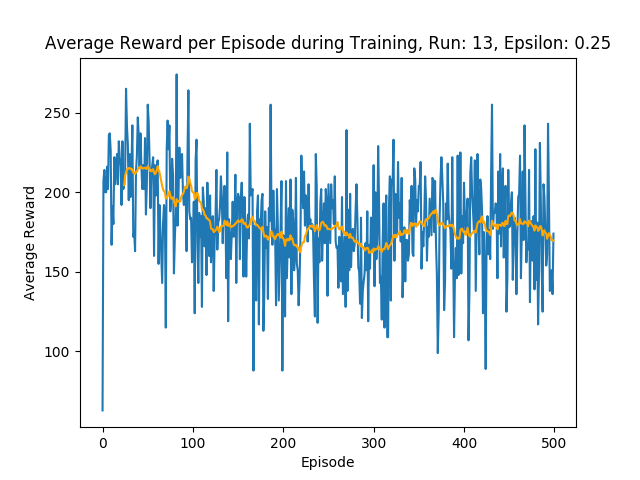 Average Reward per Episode during Training, Run: 13, Epsilon: 0.25
250
200
150
100
Average Reward
0 100 200 300 400 500
Episode